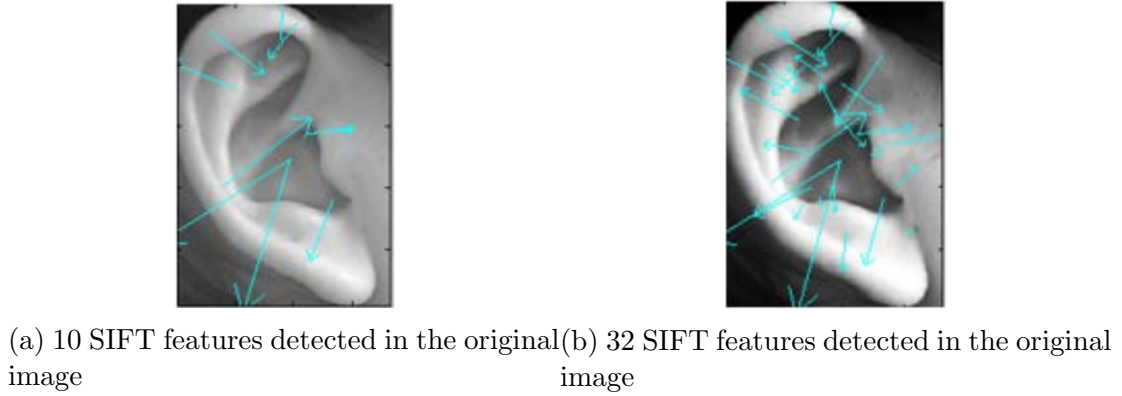 (a) 10 SIFT features detected in the original
image
(b) 32 SIFT features detected in the original
image